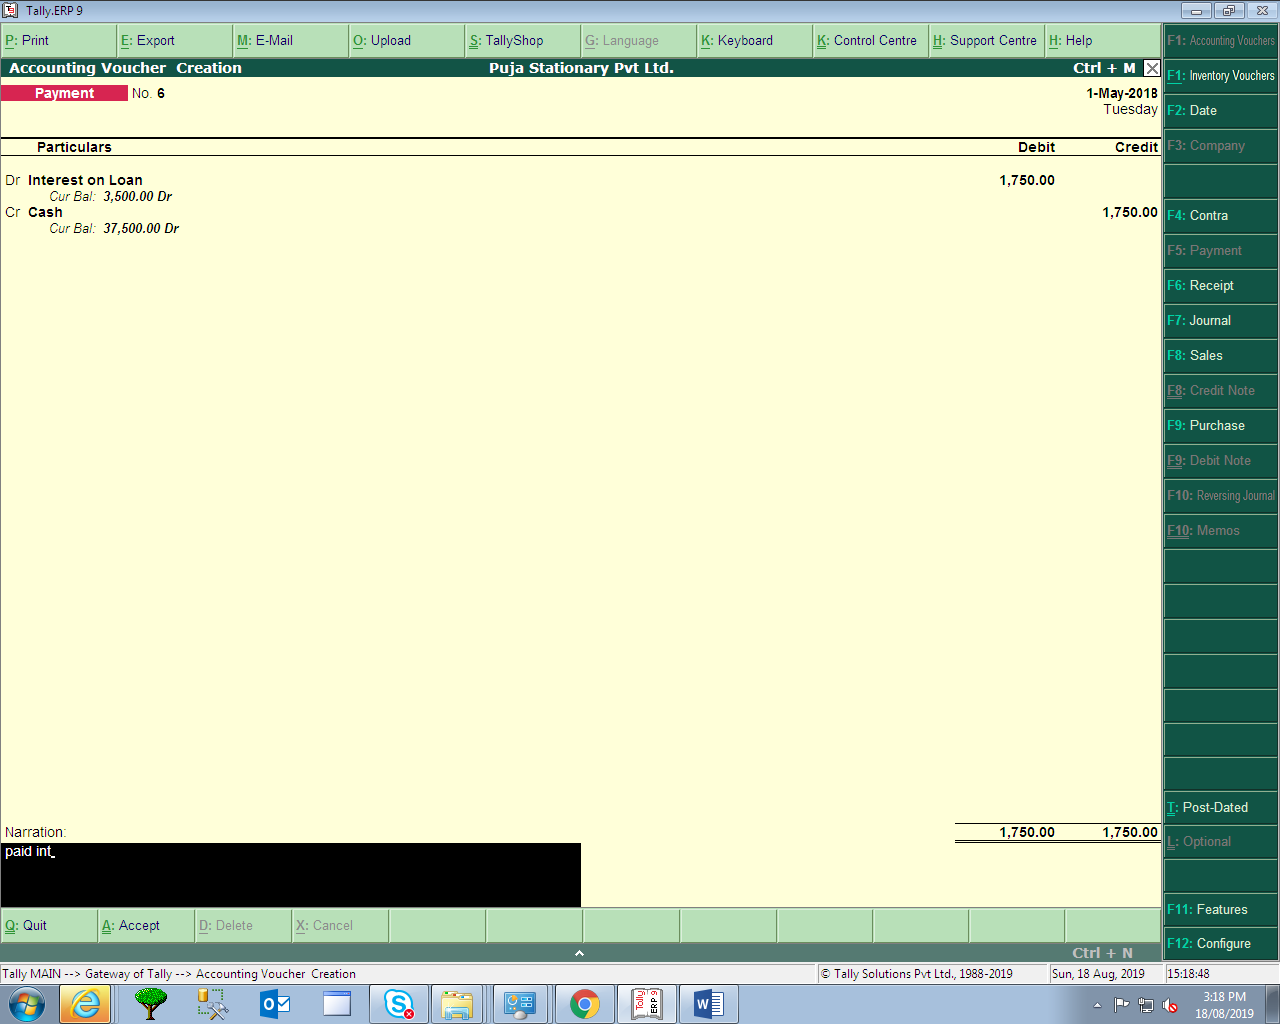 Tally.ERP 9
P: Print E: Export M: E-Mail O: Upload S: TallyShop G: Language K: Keyboard K: Control Centre H: Support Centre H: Help
Accounting Voucher Creation Puja Stationary Pvt Ltd. Ctrl + M
Payment No. 6 1-May-2018
Tuesday
Particulars Debit Credit
Dr Interest on Loan 1,750.00
Cur Bal: 3,500.00 Dr
Cr Cash 1,750.00
Cur Bal: 37,500.00 Dr
Narration: 1,750.00 1,750.00
paid int_
Q: Quit A: Accept D: Delete X: Cancel
Ctrl + N
F1: Accounting Vouchers
F1: Inventory Vouchers
F2: Date
F3: Company
F4: Contra
F5: Payment
F6: Receipt
F7: Journal
F8: Sales
F8: Credit Note
F9: Purchase
F9: Debit Note
F10: Reversing Journal
F10: Memos
T: Post-Dated
L: Optional
F11: Features
F12: Configure
Tally MAIN --> Gateway of Tally --> Accounting Voucher Creation © Tally Solutions Pvt Ltd., 1988-2019 Sun, 18 Aug, 2019 15:18:48
3:18 PM
18/08/2019